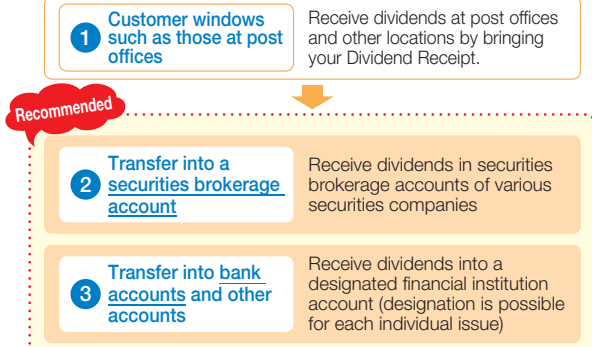 1
Customer windows
such as those at post
offices
Receive dividends at post offices
and other locations by bringing
your Dividend Receipt.
Recommended
2
Transfer into a
securities brokerage
account
Receive dividends in securities
brokerage accounts of various
securities companies
3
Transfer into bank
accounts and other
accounts
Receive dividends into a
designated financial institution
account (designation is possible
for each individual issue)